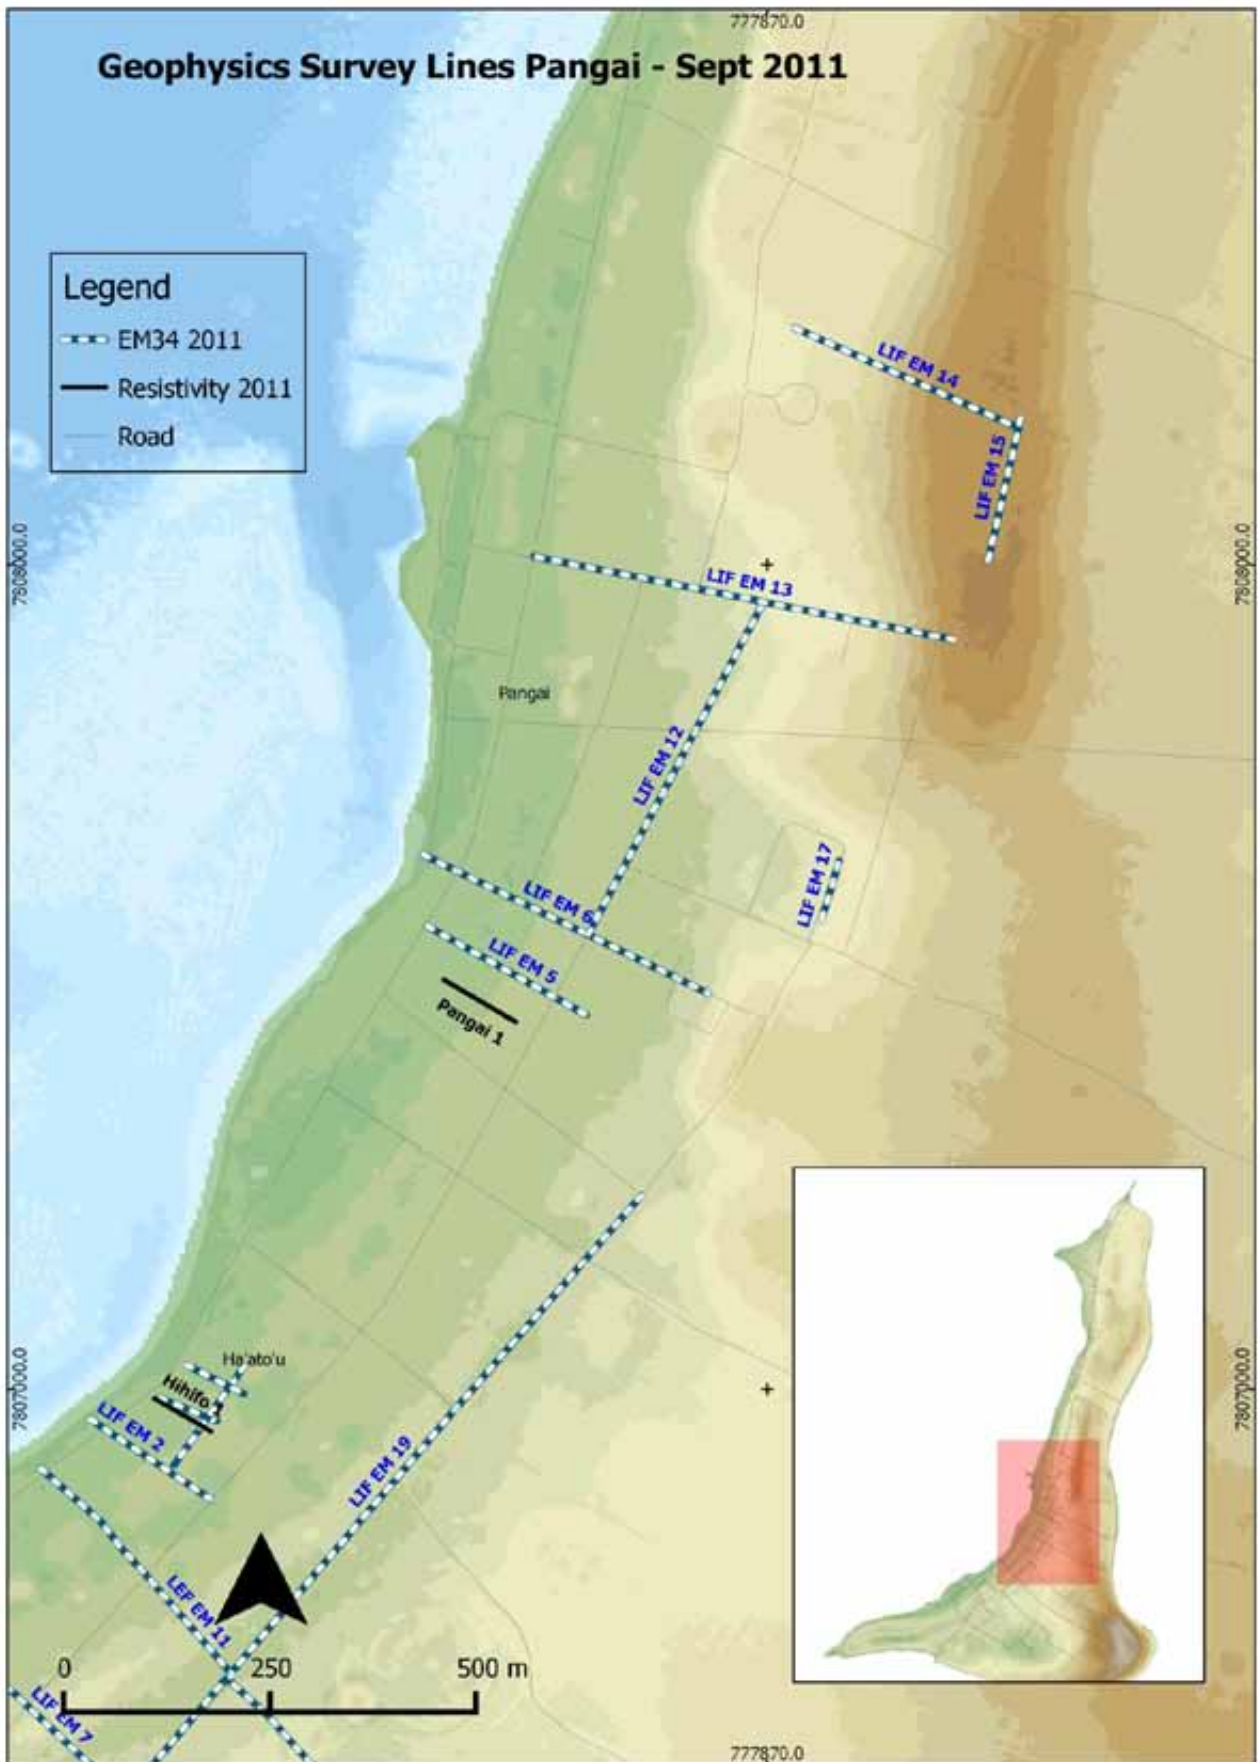 777870.0
Geophysics Survey Lines Pangai - Sept 2011
Legend
EM34 2011
Resistivity 2011
Road
LIF EM 14
LIF EM 15
7808000.0
7808000.0
LIF EM 13
Pangai
LIF EM 12
LIF EM 17
LIF EM 6
LIF EM 5
Pangai 1
Ha'ato'u
Hihifo 1
7807000.0
7807000.0
LIF EM 2
LIF EM 19
LEF EM 11
0 250 500 m
LIF EM 7
777870.0